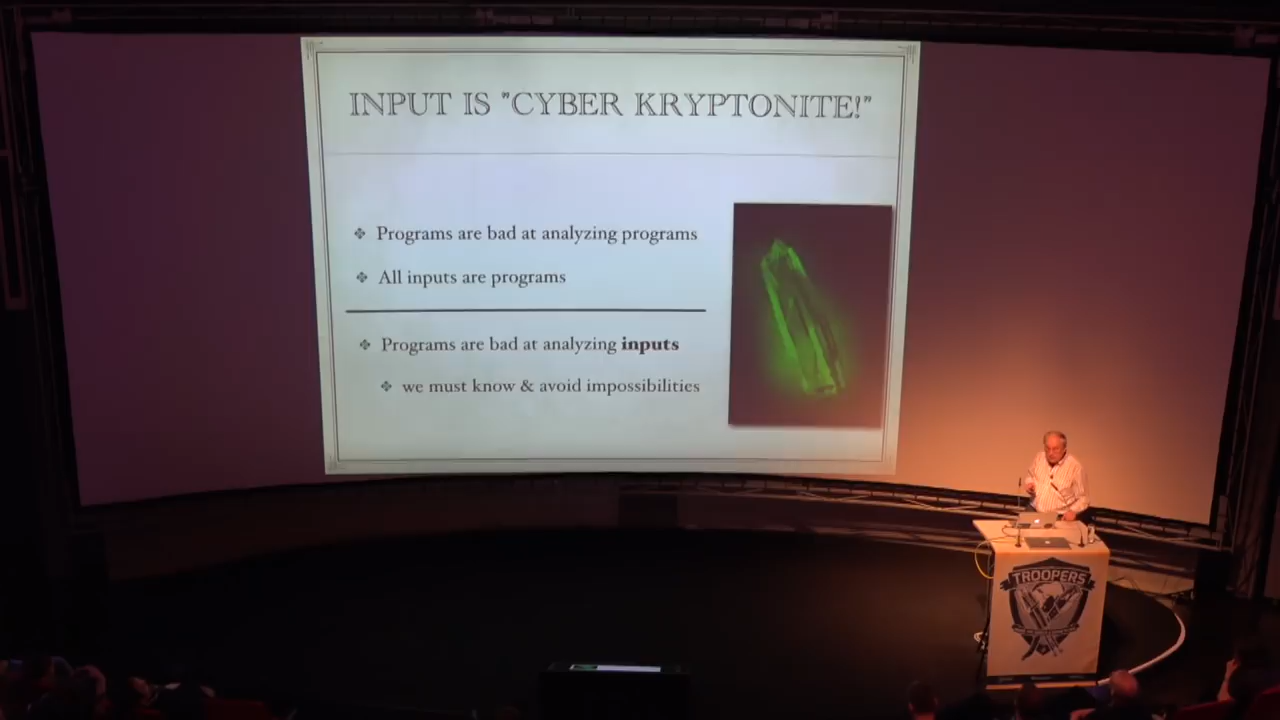 INPUT IS "CYBER KRYPTONITE!"
Programs are bad at analyzing programs
All inputs are programs
Programs are bad at analyzing inputs
we must know & avoid impossibilities
TROOPERS